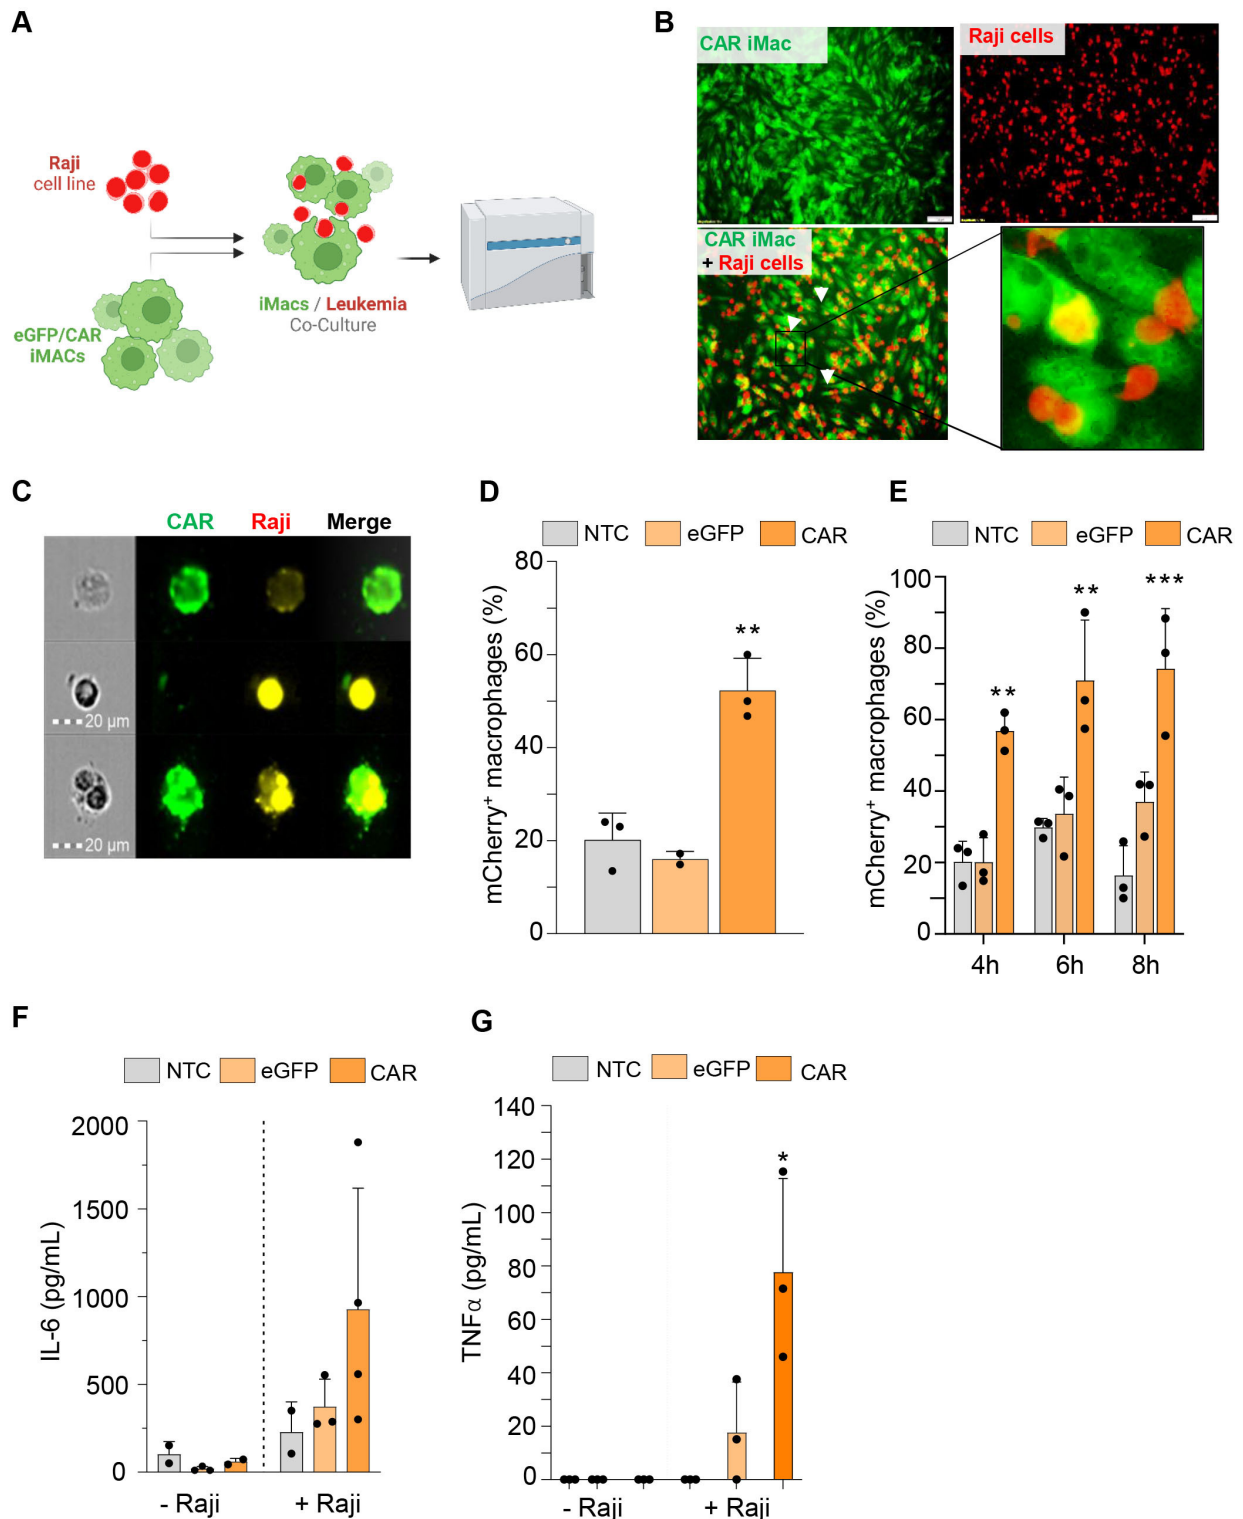 A
Raji
cell line
eGFP/CAR
iMACs
iMacs / Leukemia
Co-Culture
B
CAR iMac
Raji cells
CAR iMac
+ Raji cells
C
CAR Raji Merge
20 µm
20 µm
D
NTC eGFP CAR
mCherry⁺ macrophages (%)
80
60
40
20
0
**
E
NTC eGFP CAR
mCherry⁺ macrophages (%)
100
80
60
40
20
0
** ** ***
4h 6h 8h
F
NTC eGFP CAR
IL-6 (pg/mL)
2000
1500
1000
500
0
- Raji + Raji
G
NTC eGFP CAR
TNFα (pg/mL)
140
120
100
80
60
40
20
0
*
- Raji + Raji